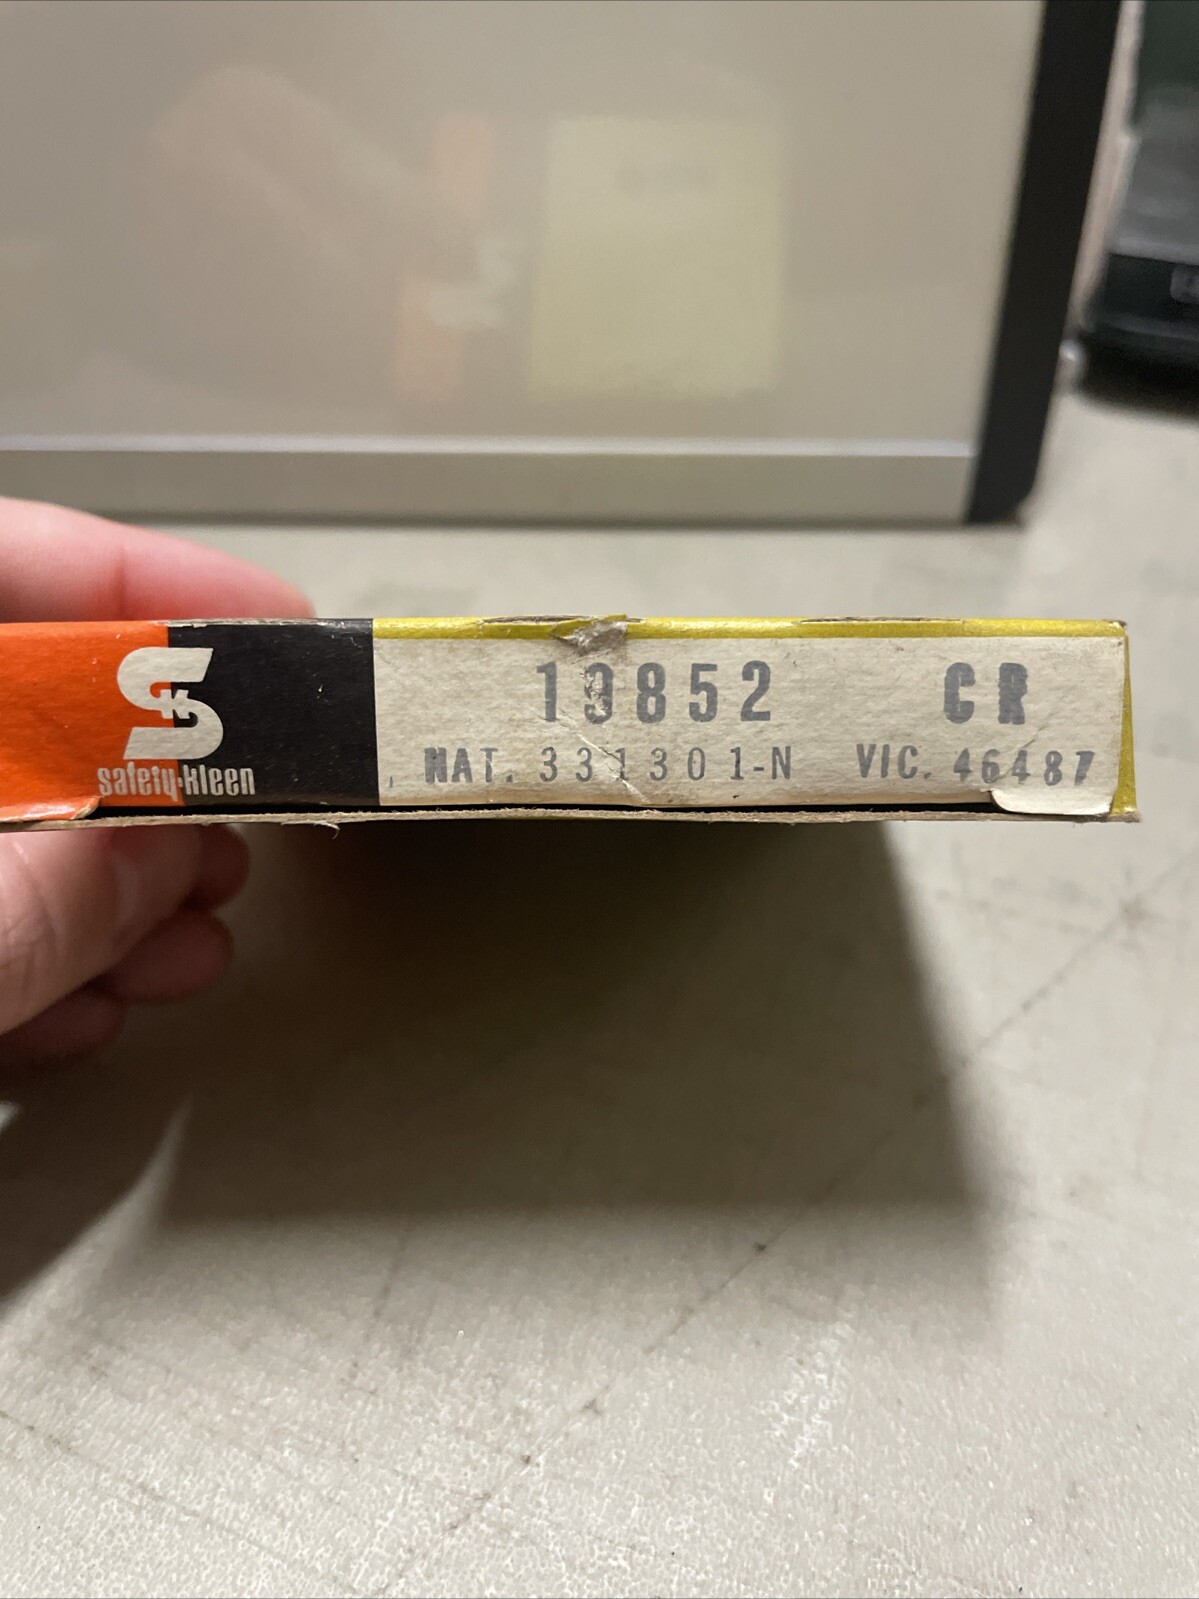 19852 CR
NAT. 331301-N VIC. 46487
safety-kleen